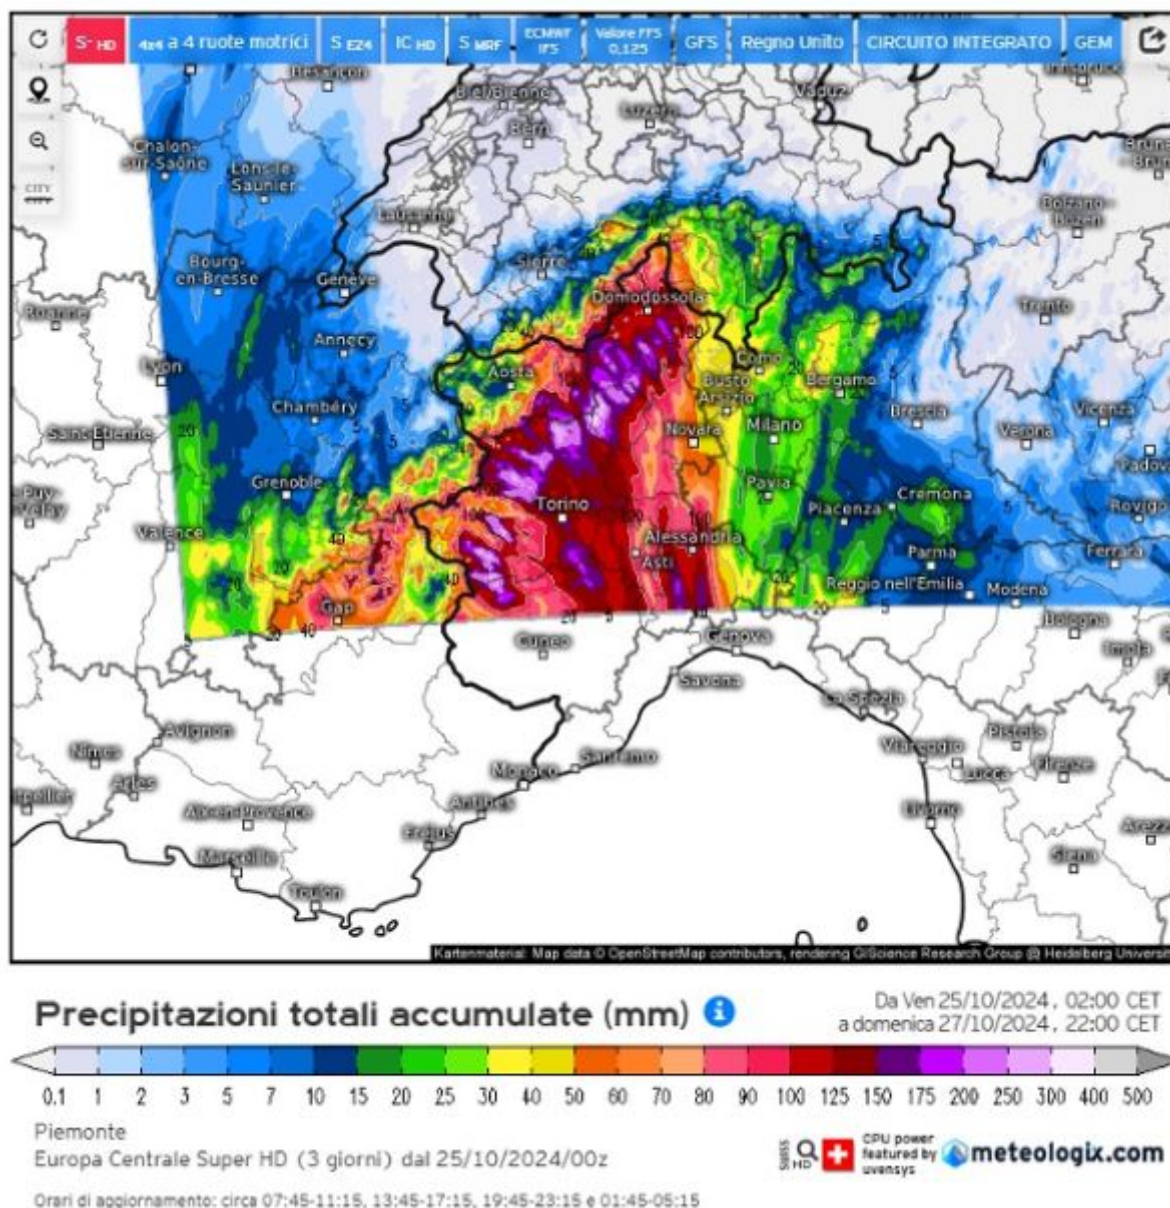 S- HD
4x4 a 4 ruote motrici
S EZ4
IC HD
S MRF
ECMWF IFS
Valore FFS 0,125
GFS
Regno Unito
CIRCUITO INTEGRATO
GEM
CITY
Besançon
Biel/Bienne
Luzern
Vaduz
Innsbruck
Bern
Chalon-sur-Saône
Lons-le-Saunier
Lausanne
Bolzano-Bozen
Bourg-en-Bresse
Genève
Sierre
Domodossola
Trento
Roanne
Annecy
Lyon
Aosta
Como
Busto Arsizio
Bergamo
Chambéry
Brescia
Vicenza
Saint-Étienne
Novara
Milano
Verona
Padova
Grenoble
Pavia
Cremona
Torino
Piacenza
Rovigo
Valence
Alessandria
Asti
Parma
Ferrara
Reggio nell'Emilia
Modena
Gap
Cuneo
Genova
Bologna
Imola
Savona
La Spezia
Avignon
Nîmes
Viareggio
Pistoia
Sanremo
Lucca
Firenze
Monaco
Arles
Antibes
Aix-en-Provence
Livorno
Fréjus
Marseille
Siena
Toulon
Kartenmaterial: Map data © OpenStreetMap contributors, rendering GIScience Research Group @ Heidelberg Universi
Precipitazioni totali accumulate (mm)
Da Ven 25/10/2024 , 02:00 CET
a domenica 27/10/2024 , 22:00 CET
0.1 1 2 3 5 7 10 15 20 25 30 40 50 60 70 80 90 100 125 150 175 200 250 300 400 500
Piemonte
Europa Centrale Super HD (3 giorni) dal 25/10/2024/00z
SWISS HD
CPU power featured by uvensys
meteologix.com
Orari di aggiornamento: circa 07:45-11:15, 13:45-17:15, 19:45-23:15 e 01:45-05:15